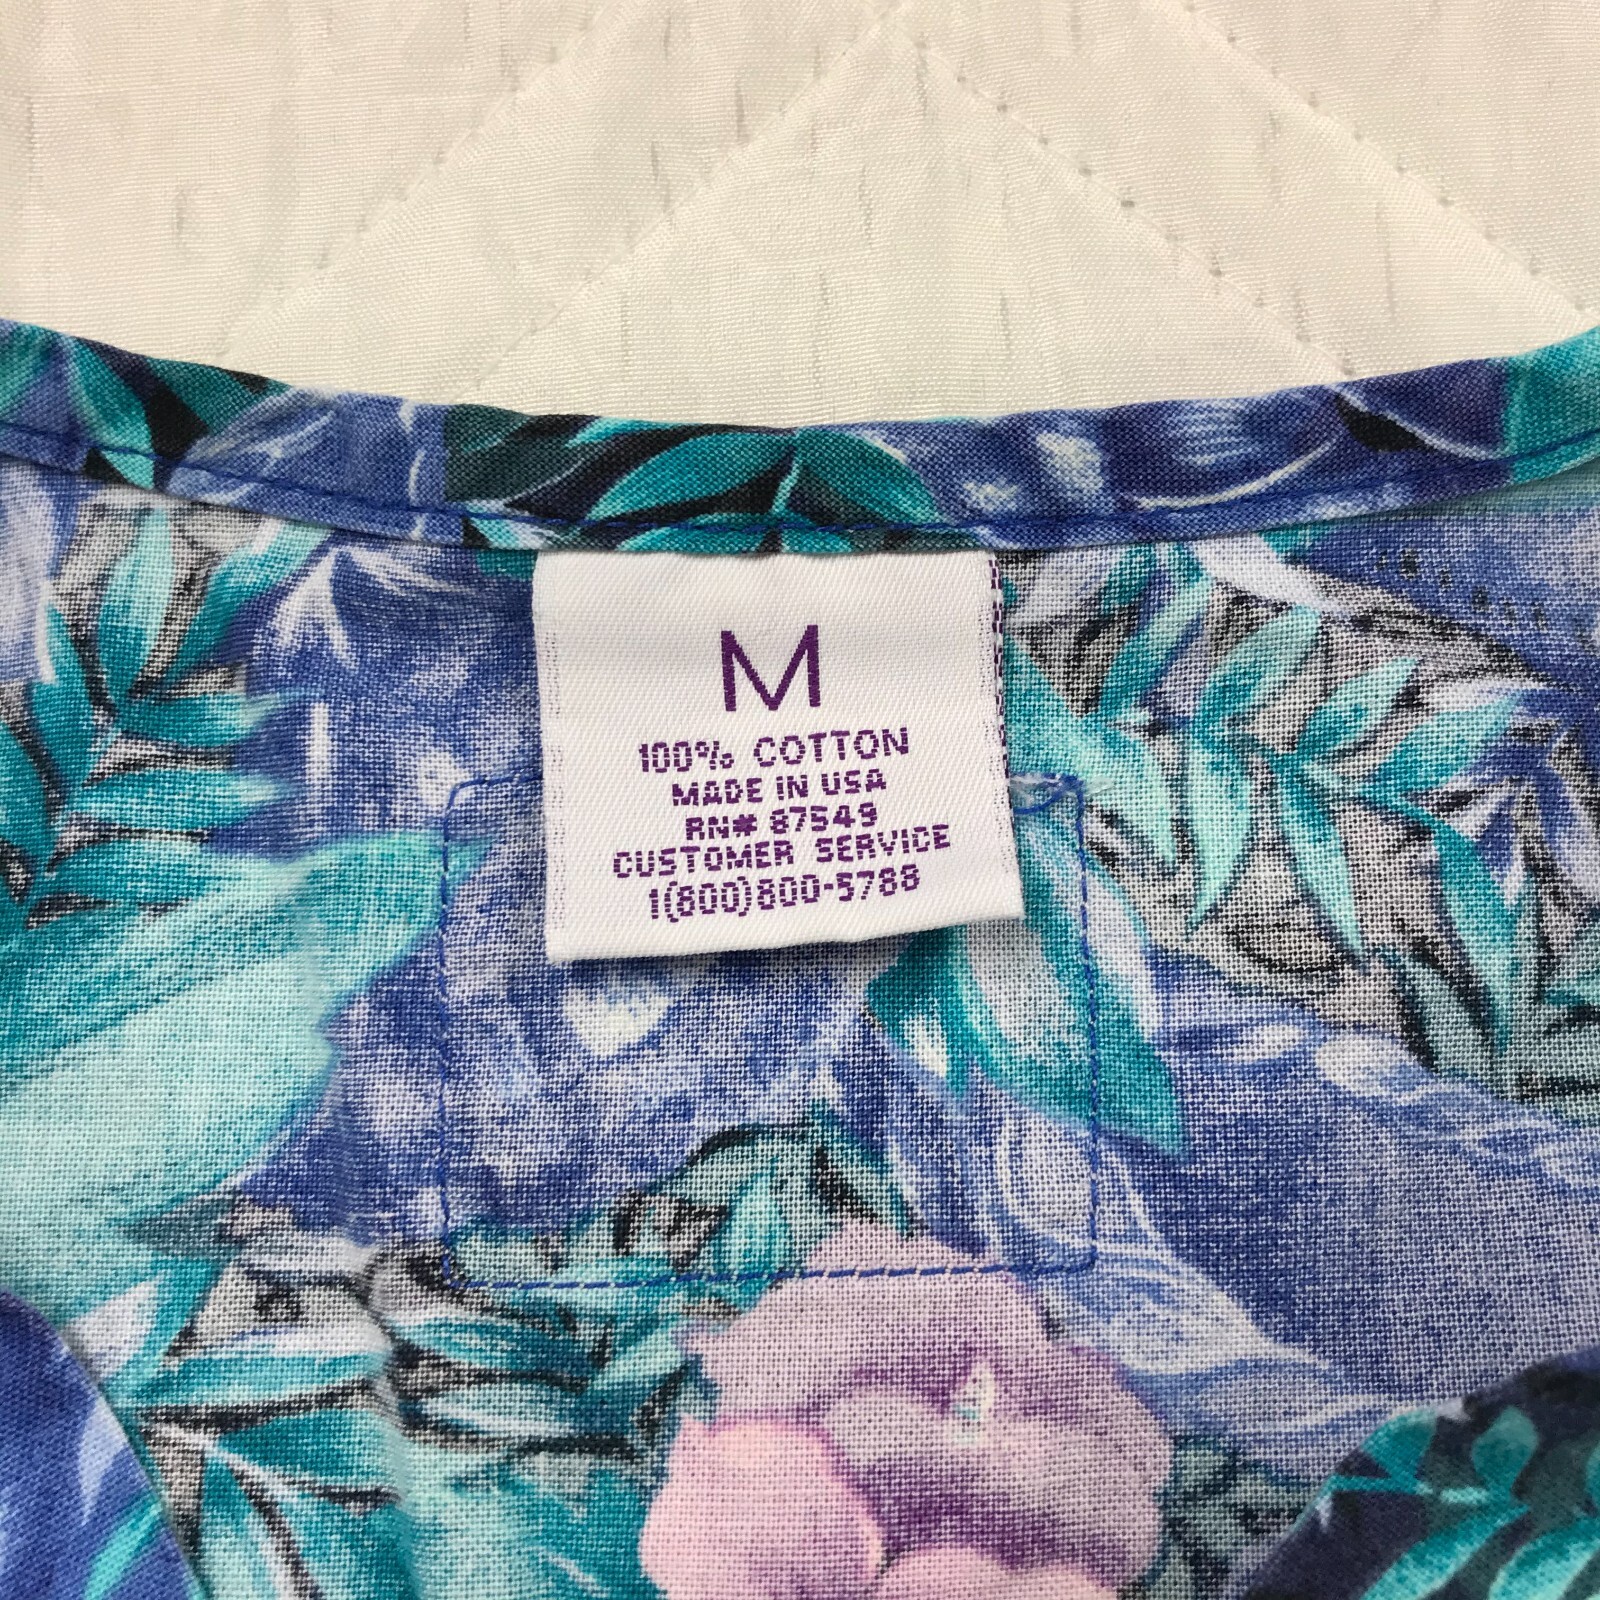 M
100% COTTON
MADE IN USA
RN# 87549
CUSTOMER SERVICE
1(800)800-5788